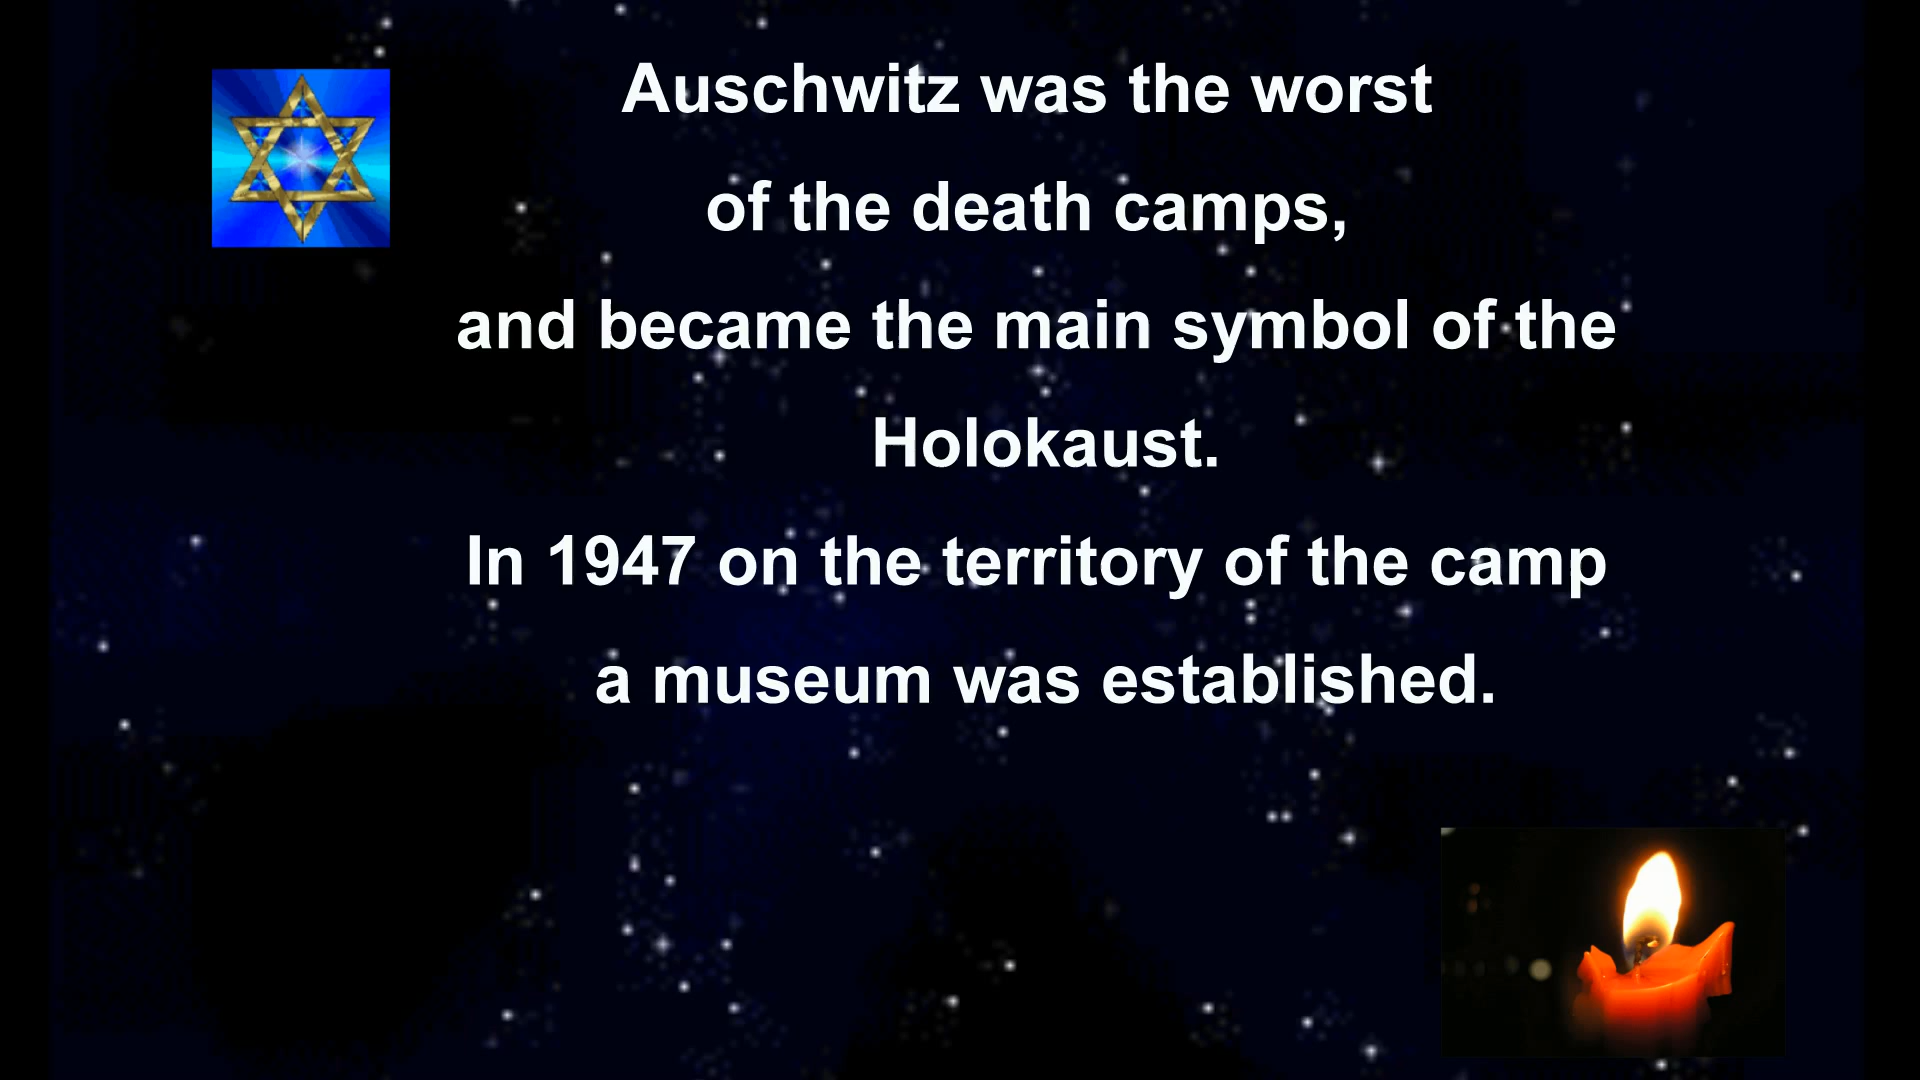 Auschwitz was the worst
of the death camps,
and became the main symbol of the
Holokaust.
In 1947 on the territory of the camp
a museum was established.